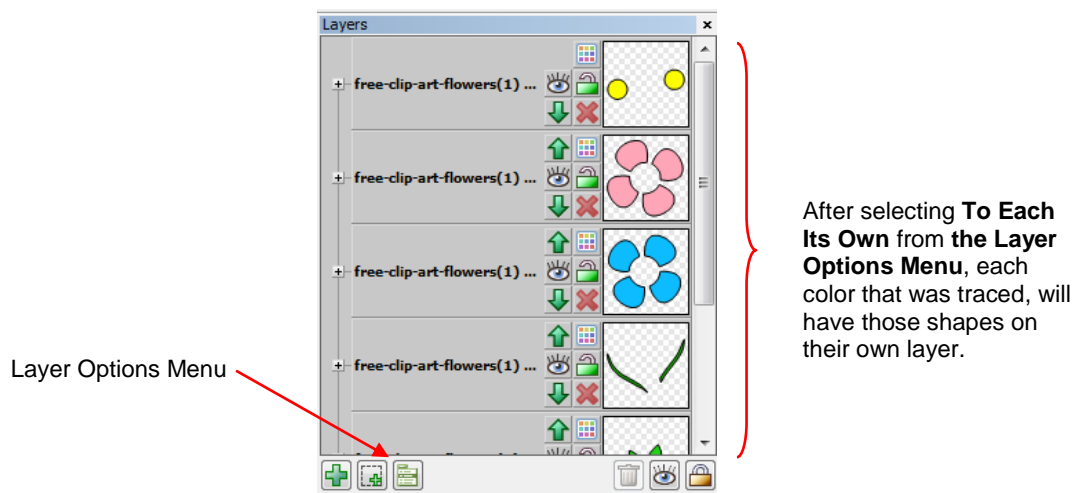 Layers
free-clip-art-flowers(1) ...
free-clip-art-flowers(1) ...
free-clip-art-flowers(1) ...
free-clip-art-flowers(1) ...
After selecting To Each
Its Own from the Layer
Options Menu, each
color that was traced, will
have those shapes on
their own layer.
Layer Options Menu